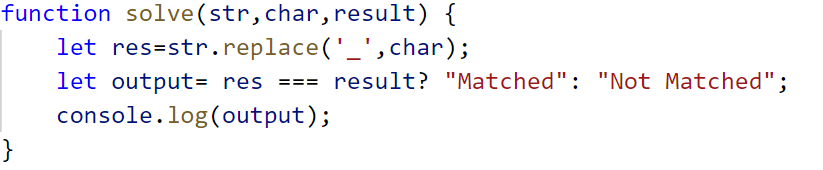 function solve(str,char,result) {
    let res=str.replace('_',char);
    let output= res === result? "Matched": "Not Matched";
    console.log(output);
}